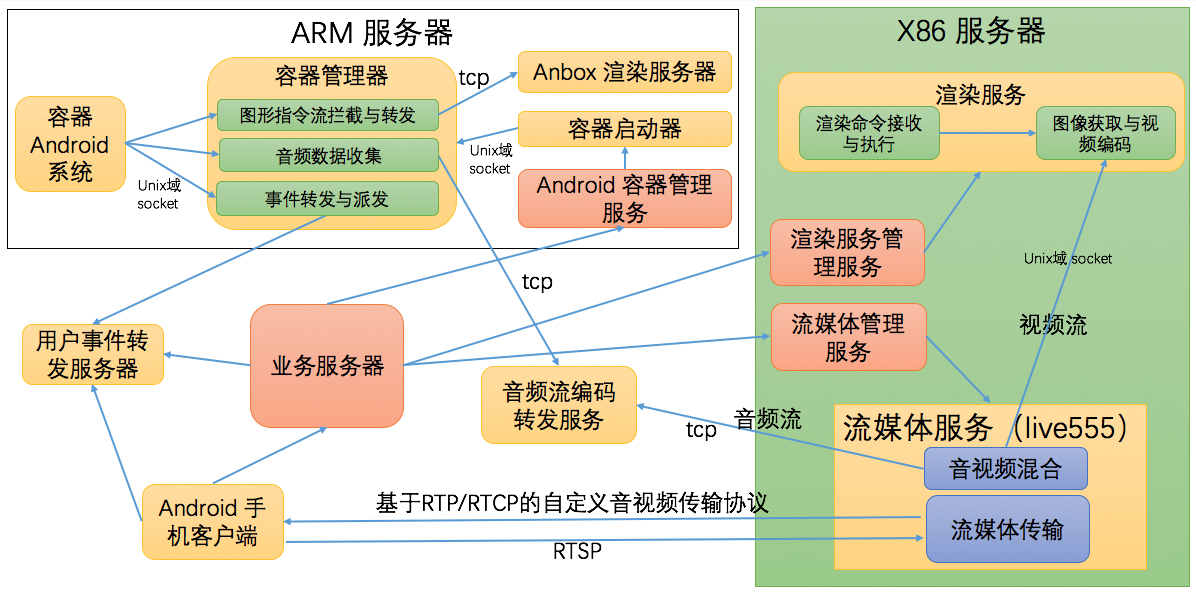 ARM 服务器
X86 服务器
容器管理器
tcp
Anbox 渲染服务器
渲染服务
容器
Android
系统
图形指令流拦截与转发
音频数据收集
事件转发与派发
Unix域
socket
Unix域
socket
容器启动器
Android 容器管理
服务
渲染命令接收
与执行
图像获取与视
频编码
渲染服务管
理服务
Unix域 socket
tcp
视频流
用户事件转
发服务器
业务服务器
流媒体管理
服务
音频流编码
转发服务
tcp
音频流
流媒体服务（live555）
音视频混合
流媒体传输
Android 手
机客户端
基于RTP/RTCP的自定义音视频传输协议
RTSP